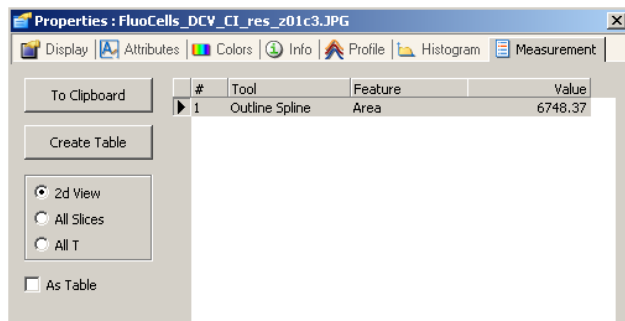 Properties : FluoCells_DCV_CI_res_z01c3.JPG
Display Attributes Colors Info Profile Histogram Measurement
To Clipboard
# Tool Feature Value
1 Outline Spline Area 6748.37
Create Table
2d View
All Slices
All T
As Table